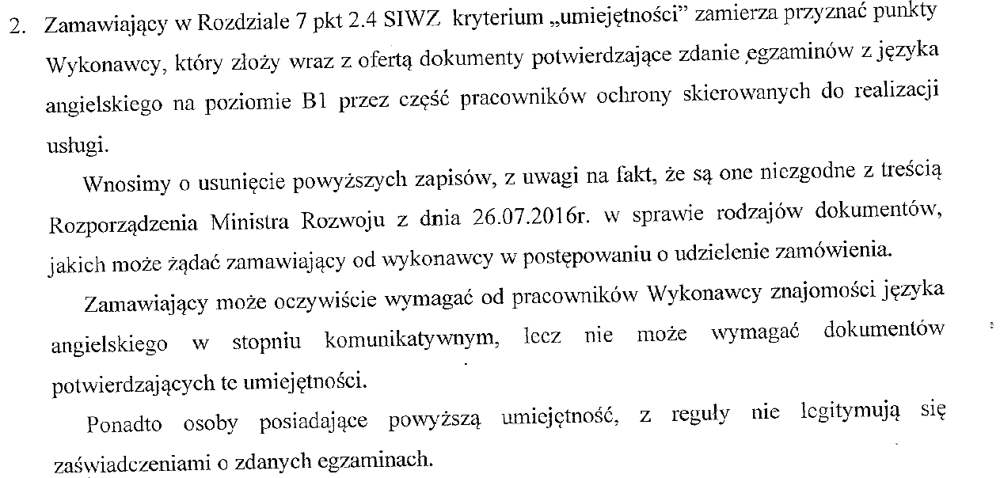 2. Zamawiający w Rozdziale 7 pkt 2.4 SIWZ kryterium „umiejętności” zamierza przyznać punkty
Wykonawcy, który złoży wraz z ofertą dokumenty potwierdzające zdanie egzaminów z języka
angielskiego na poziomie B1 przez część pracowników ochrony skierowanych do realizacji
usługi.
Wnosimy o usunięcie powyższych zapisów, z uwagi na fakt, że są one niezgodne z treścią
Rozporządzenia Ministra Rozwoju z dnia 26.07.2016r. w sprawie rodzajów dokumentów,
jakich może żądać zamawiający od wykonawcy w postępowaniu o udzielenie zamówienia.
Zamawiający może oczywiście wymagać od pracowników Wykonawcy znajomości języka
angielskiego w stopniu komunikatywnym, lecz nie może wymagać dokumentów
potwierdzających te umiejętności.
Ponadto osoby posiadające powyższą umiejętność, z reguły nie legitymują się
zaświadczeniami o zdanych egzaminach.